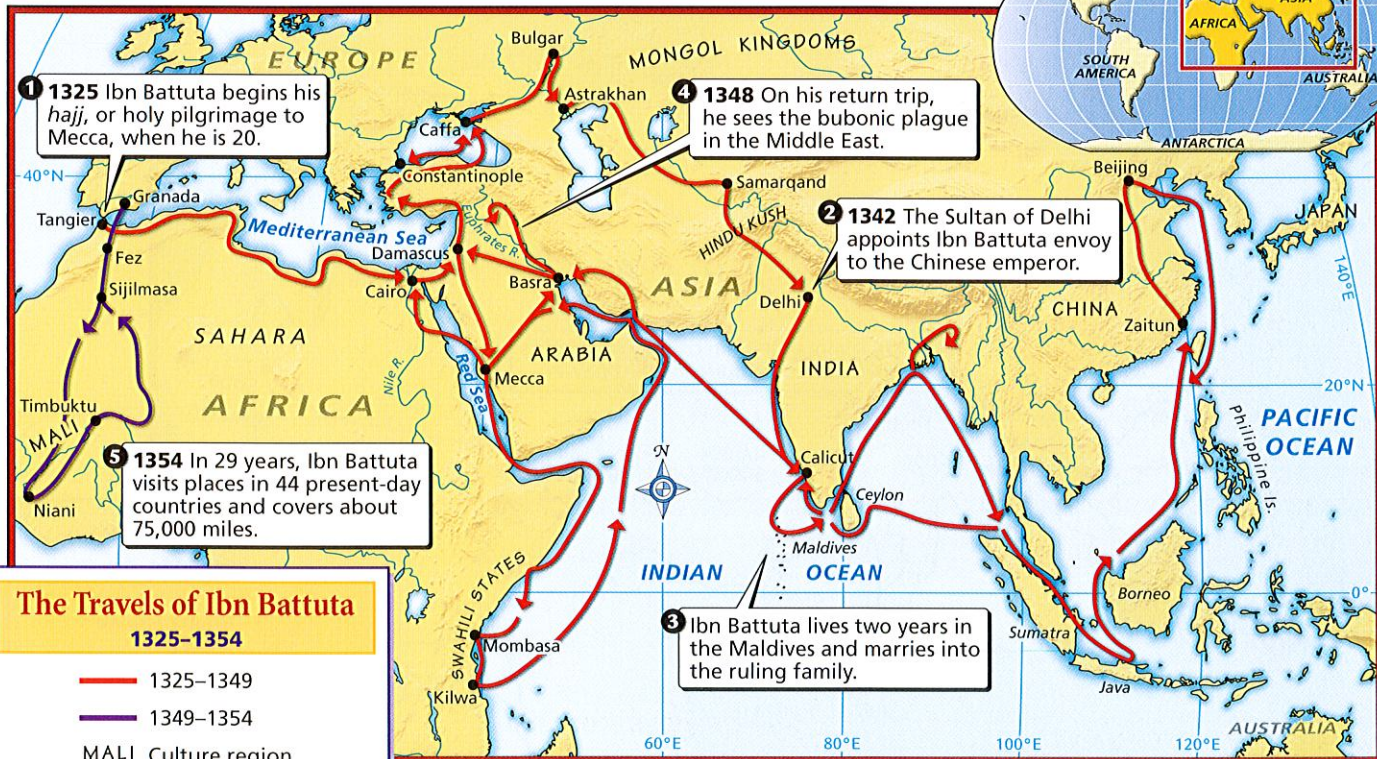 AFRICA
ASIA
SOUTH
AMERICA
AUSTRALIA
ANTARCTICA
EUROPE
Bulgar
MONGOL KINGDOMS
1 1325 Ibn Battuta begins his
hajj, or holy pilgrimage to
Mecca, when he is 20.
Astrakhan
4 1348 On his return trip,
he sees the bubonic plague
in the Middle East.
Caffa
40°N
Constantinople
Granada
Tangier
Fez
Sijilmasa
Mediterranean Sea
Euphrates R.
Damascus
Cairo
Basra
Samarqand
HINDU KUSH
2 1342 The Sultan of Delhi
appoints Ibn Battuta envoy
to the Chinese emperor.
Beijing
JAPAN
140°E
ASIA
Delhi
CHINA
Zaitun
SAHARA
ARABIA
INDIA
Nile R.
Red Sea
Mecca
20°N
AFRICA
Timbuktu
MALI
Niani
PACIFIC
OCEAN
Philippine Is.
5 1354 In 29 years, Ibn Battuta
visits places in 44 present-day
countries and covers about
75,000 miles.
N
Calicut
Ceylon
Maldives
INDIAN OCEAN
SWAHILI STATES
Mombasa
Kilwa
3 Ibn Battuta lives two years in
the Maldives and marries into
the ruling family.
Borneo
0°
Sumatra
Java
AUSTRALIA
60°E
80°E
100°E
120°E
The Travels of Ibn Battuta
1325–1354
1325–1349
1349–1354
MALI Culture region